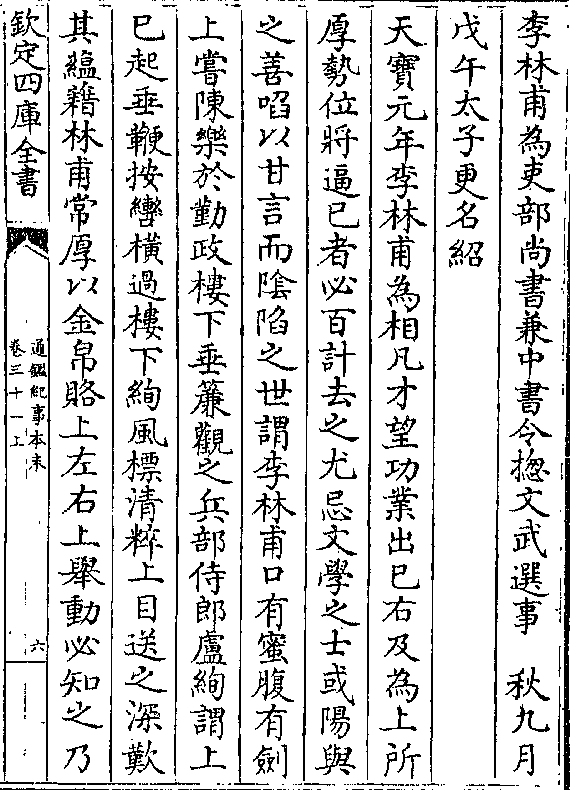 李林甫為吏部尚書兼中書令揔文武選事　秋九月
戊午太子更名紹
天寶元年李林甫為相凡才望功業出已右及為上所
厚勢位將逼已者必百計去之尤忌文學之士或陽與
之善啗以甘言而陰陷之世謂李林甫口有蜜腹有劍
上嘗陳樂於勤政樓下垂簾觀之兵部侍郎盧絢謂上
已起垂鞭按轡橫過樓下絢風標清粹上目送之深歎
其蘊藉林甫常厚以金帛賂上左右上舉動必知之乃
欽定四庫全書
通鑑紀事本末
卷三十一上
六